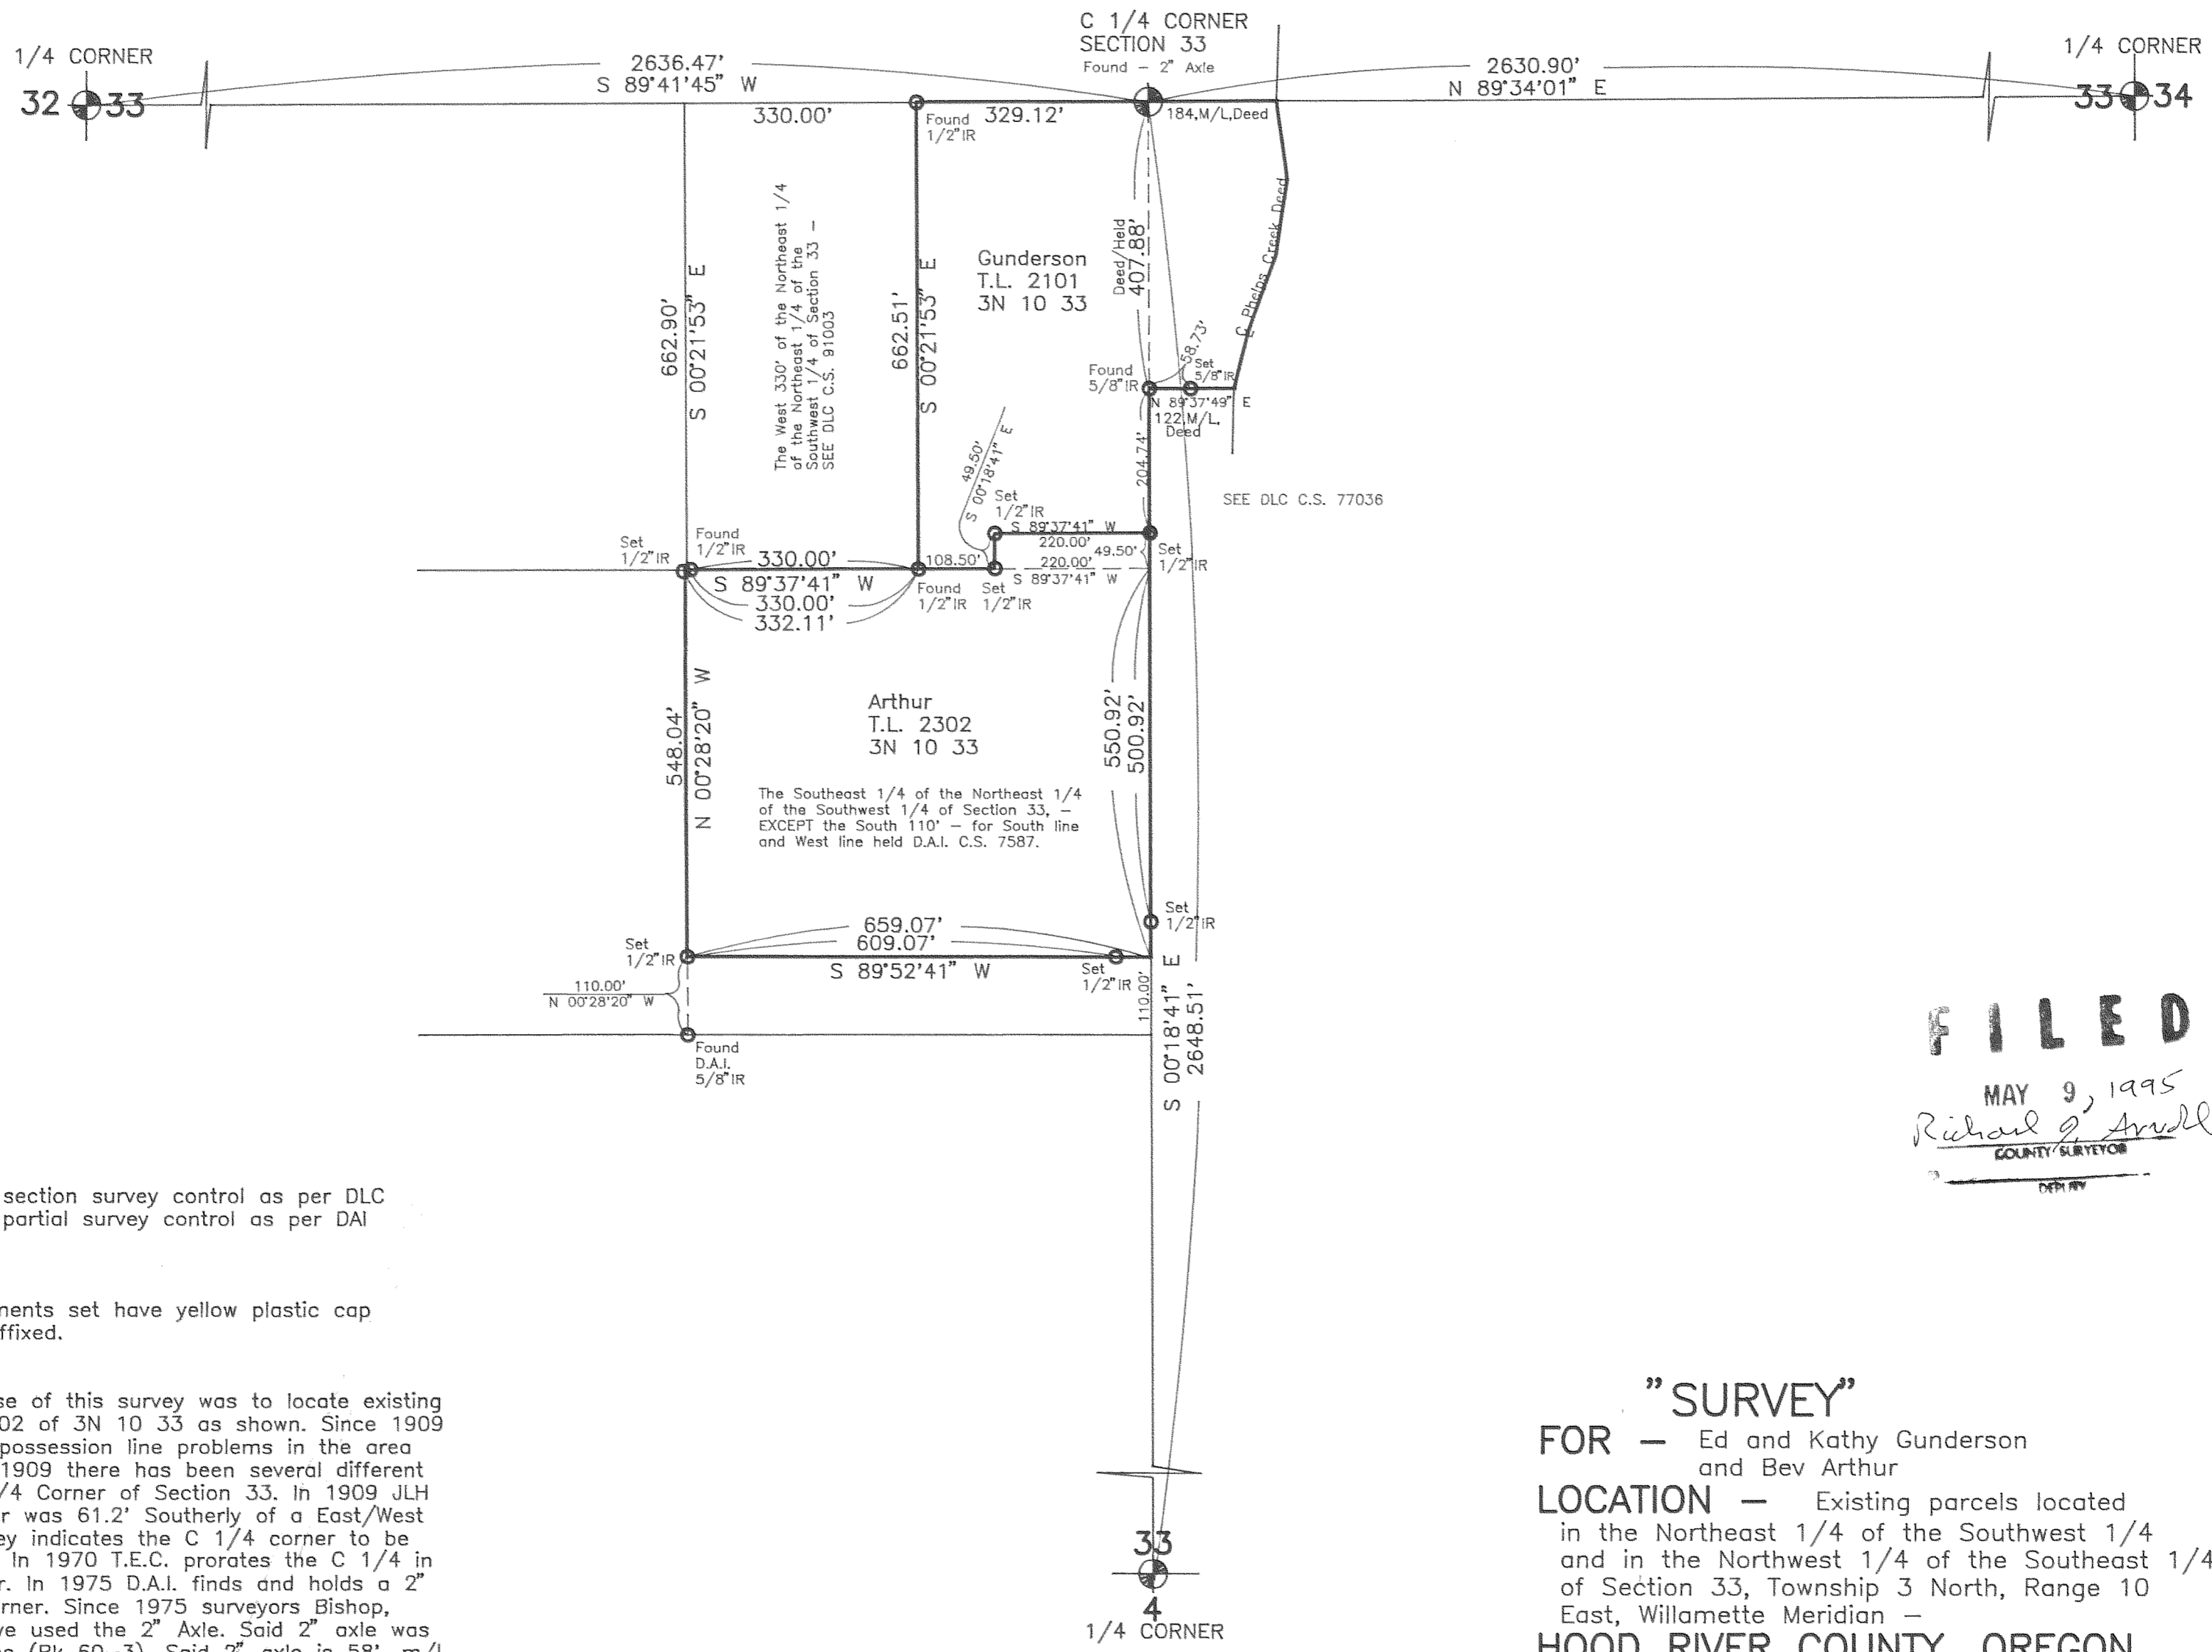 C 1/4 CORNER
SECTION 33
Found - 2" Axle
1/4 CORNER
32 33
2636.47'
S 89°41'45" W
2630.90'
N 89°34'01" E
1/4 CORNER
33 34
330.00'
Found
1/2"IR
329.12'
184,M/L,Deed
662.90'
S 00°21'53" E
The West 330' of the Northeast 1/4
of the Northeast 1/4 of the
Southwest 1/4 of Section 33 -
SEE DLC C.S. 91003
662.51'
S 00°21'53" E
Gunderson
T.L. 2101
3N 10 33
Deed/Held
407.88'
Phelps Creek Deed
58.73'
Found
5/8"IR
Set
5/8"IR
N 89°37'49" E
122,M/L,
Deed
204.74'
49.50'
S 00°18'41" E
Set
1/2"IR
S 89°37'41" W
220.00'
SEE DLC C.S. 77036
Set
1/2"IR
Found
1/2"IR
330.00'
S 89°37'41" W
330.00'
332.11'
108.50'
220.00'
S 89°37'41" W
49.50'
Set
1/2"IR
Found
1/2"IR
Set
1/2"IR
548.04'
N 00°28'20" W
Arthur
T.L. 2302
3N 10 33
The Southeast 1/4 of the Northeast 1/4
of the Southwest 1/4 of Section 33, -
EXCEPT the South 110' - for South line
and West line held D.A.I. C.S. 7587.
550.92'
500.92'
Set
1/2"IR
659.07'
609.07'
S 89°52'41" W
Set
1/2"IR
Set
1/2"IR
110.00'
N 00°28'20" W
110.00'
S 00°18'41" E
2648.51'
Found
D.A.I.
5/8"IR
FILED
MAY 9, 1995
Richard
COUNTY SURVEYOR
DEPUTY
section survey control as per DLC
partial survey control as per DAI
ments set have yellow plastic cap
ffixed.
se of this survey was to locate existing
02 of 3N 10 33 as shown. Since 1909
possession line problems in the area
1909 there has been several different
/4 Corner of Section 33. In 1909 JLH
r was 61.2' Southerly of a East/West
ey indicates the C 1/4 corner to be
In 1970 T.E.C. prorates the C 1/4 in
r. In 1975 D.A.I. finds and holds a 2"
orner. Since 1975 surveyors Bishop,
ve used the 2" Axle. Said 2" axle was
(Bk 60-3). Said 2" axle is 58', m/l
33
4
1/4 CORNER
"SURVEY"
FOR - Ed and Kathy Gunderson
and Bev Arthur
LOCATION - Existing parcels located
in the Northeast 1/4 of the Southwest 1/4
and in the Northwest 1/4 of the Southeast 1/4
of Section 33, Township 3 North, Range 10
East, Willamette Meridian -
HOOD RIVER COUNTY, OREGON